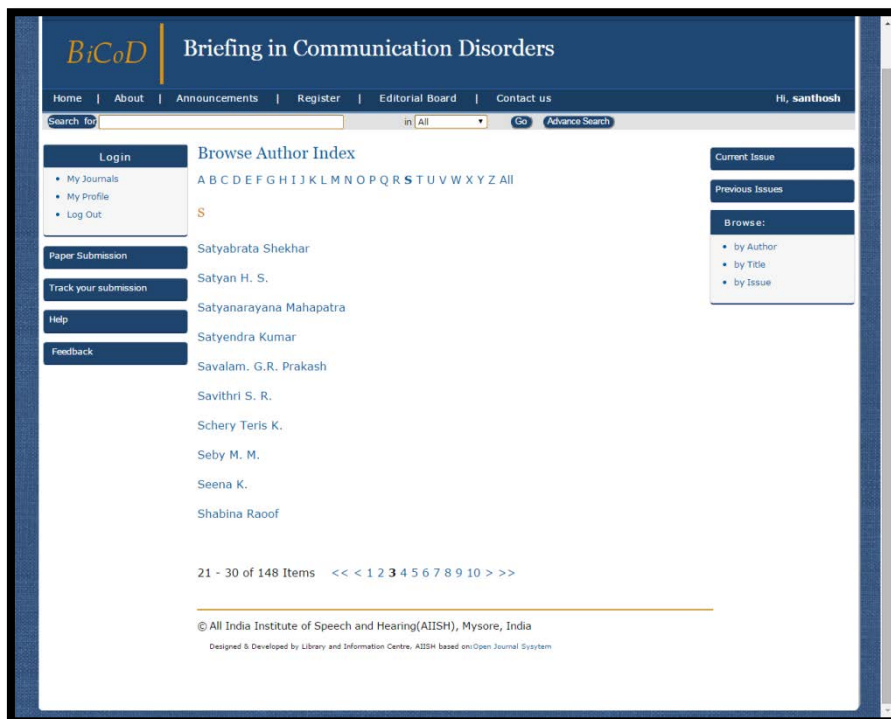 BiCoD
Briefing in Communication Disorders
Home | About | Announcements | Register | Editorial Board | Contact us
Hi, santhosh
Search for in All Go Advance Search
Login
• My Journals
• My Profile
• Log Out
Paper Submission
Track your submission
Help
Feedback
Browse Author Index
A B C D E F G H I J K L M N O P Q R S T U V W X Y Z All
S
Satyabrata Shekhar
Satyan H. S.
Satyanarayana Mahapatra
Satyendra Kumar
Savalam. G.R. Prakash
Savithri S. R.
Schery Teris K.
Seby M. M.
Seena K.
Shabina Raoof
21 - 30 of 148 Items << < 1 2 3 4 5 6 7 8 9 10 > >>
© All India Institute of Speech and Hearing(AIISH), Mysore, India
Designed & Developed by Library and Information Centre, AIISH based on:Open Journal Sysytem
Current Issue
Previous Issues
Browse:
• by Author
• by Title
• by Issue